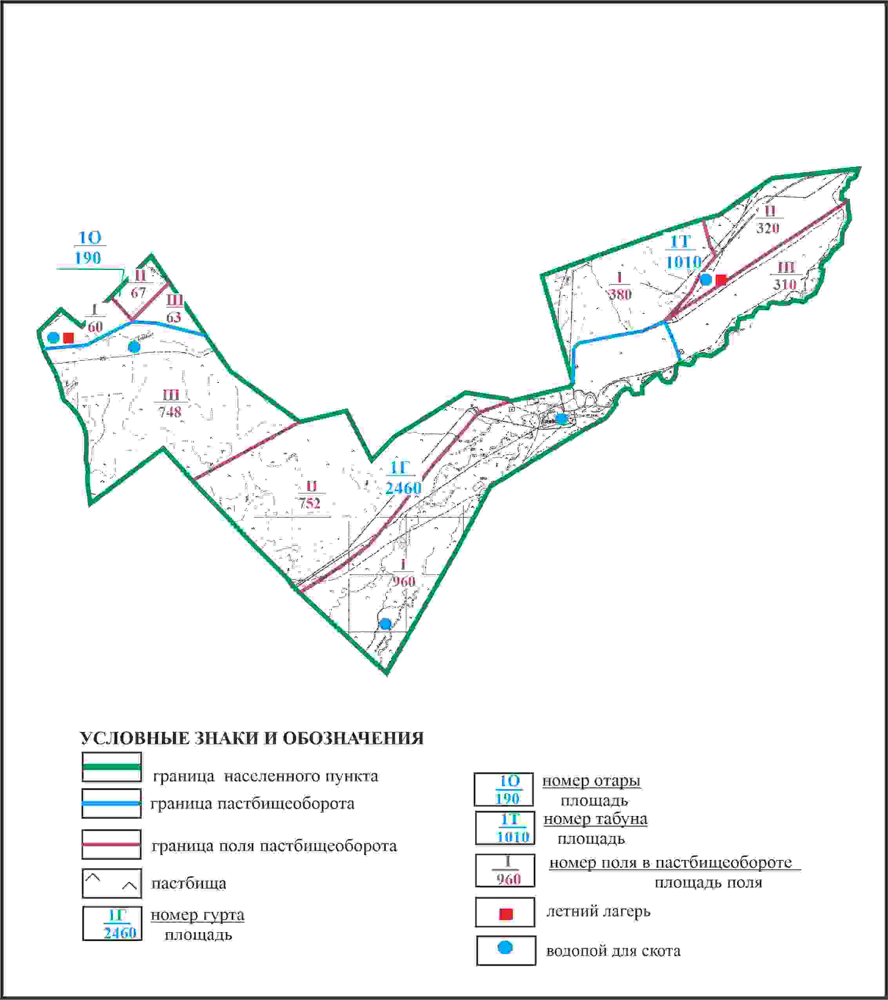 II
320
1Т
1010
1О
190
III
310
II
67
I
380
III
63
I
60
III
748
1Г
2460
II
752
I
960
УСЛОВНЫЕ ЗНАКИ И ОБОЗНАЧЕНИЯ
граница населенного пункта
граница пастбищеоборота
граница поля пастбищеоборота
пастбища
1Г
2460
номер гурта
площадь
1О
190
номер отары
площадь
1Т
1010
номер табуна
площадь
I
960
номер поля в пастбищеобороте
площадь поля
летний лагерь
водопой для скота